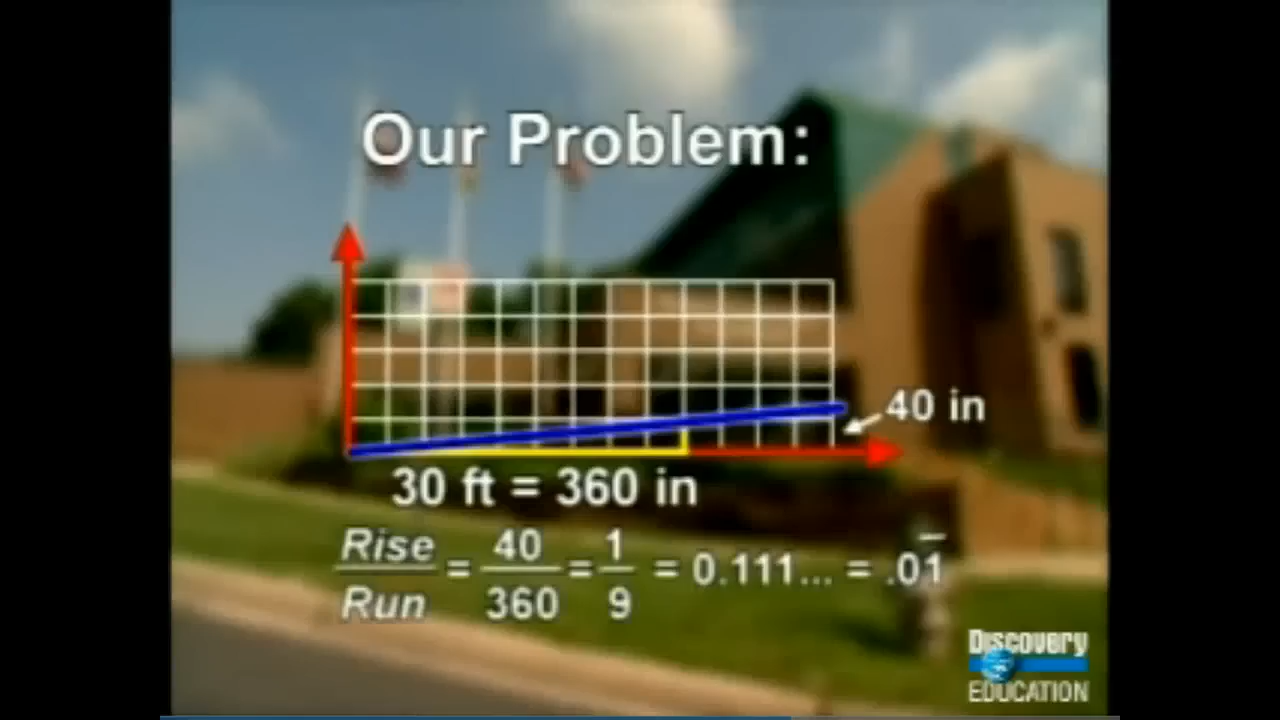 Our Problem:
40 in
30 ft = 360 in
Rise/Run = 40/360 = 1/9 = 0.111... = .01̅
Discovery
EDUCATION